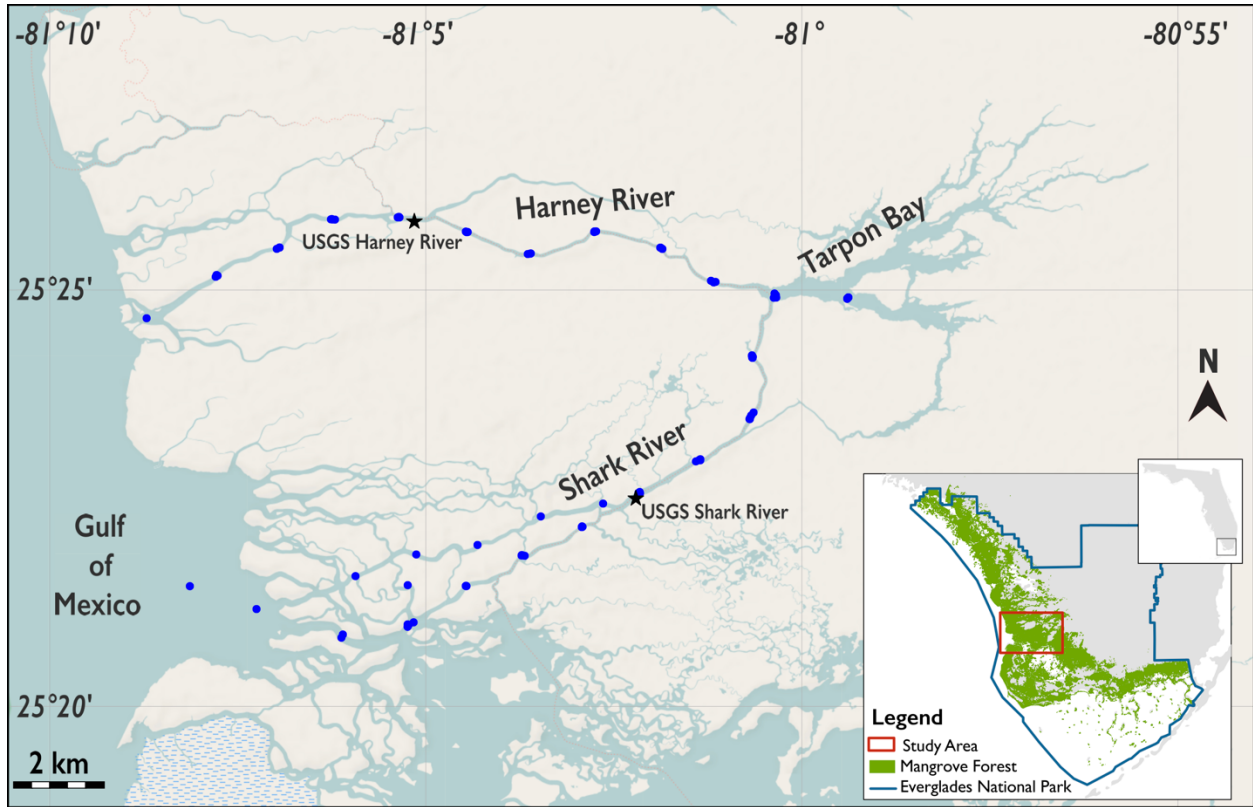 -81°10'
-81°5'
-81°
-80°55'
Harney River
USGS Harney River
Tarpon Bay
25°25'
N
Shark River
USGS Shark River
Gulf
of
Mexico
25°20'
2 km
Legend
Study Area
Mangrove Forest
Everglades National Park